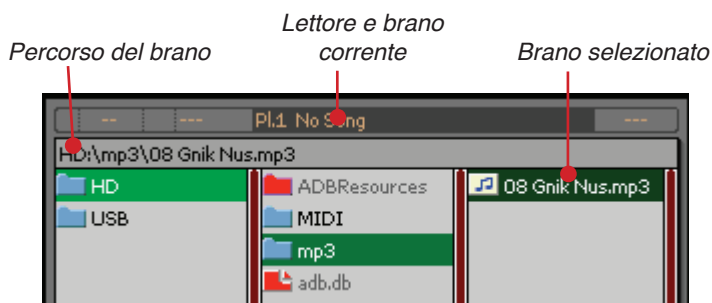 Lettore e brano
Percorso del brano corrente Brano selezionato
-- --- Pl.1 No Song ---
HD:\mp3\08 Gnik Nus.mp3
HD ADBResources 08 Gnik Nus.mp3
USB MIDI
mp3
adb.db